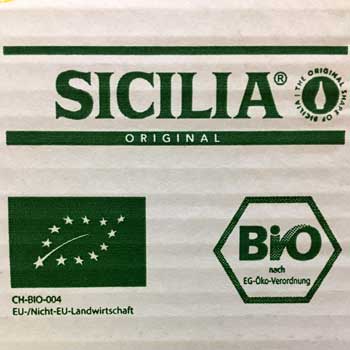 SICILIA®
THE ORIGINAL SHAPE OF SICILIA
ORIGINAL
BiO
nach
EG-Öko-Verordnung
CH-BIO-004
EU-/Nicht-EU-Landwirtschaft